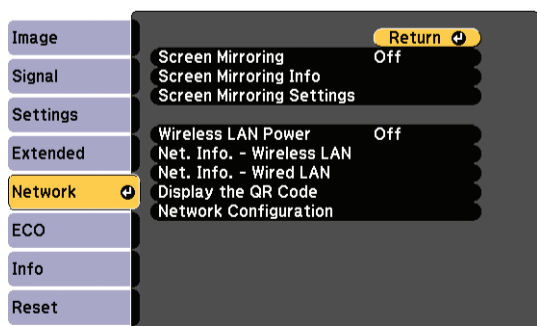 Image
Signal
Settings
Extended
Network
ECO
Info
Reset
Return
Screen Mirroring Off
Screen Mirroring Info
Screen Mirroring Settings
Wireless LAN Power Off
Net. Info. - Wireless LAN
Net. Info. - Wired LAN
Display the QR Code
Network Configuration